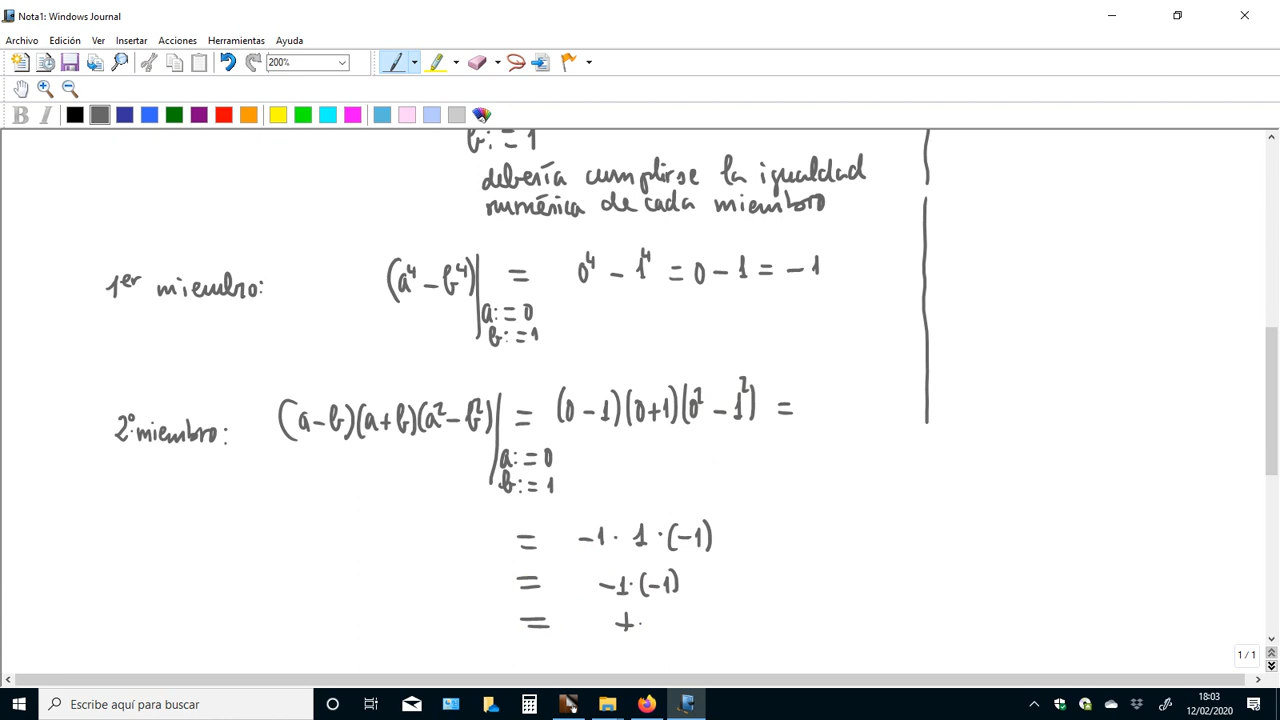 Nota1: Windows Journal
Archivo Edición Ver Insertar Acciones Herramientas Ayuda
200%
B I
b:=1
debería cumplirse la igualdad
numérica de cada miembro
1er miembro: (a⁴-b⁴)| = 0⁴ - 1⁴ = 0 - 1 = -1
a:=0
b:=1
2º miembro: (a-b)(a+b)(a²-b²)| = (0-1)(0+1)(0²-1²) =
a:=0
b:=1
= -1·1·(-1)
= -1·(-1)
= +
1/1
Escribe aquí para buscar
18:03
12/02/2020